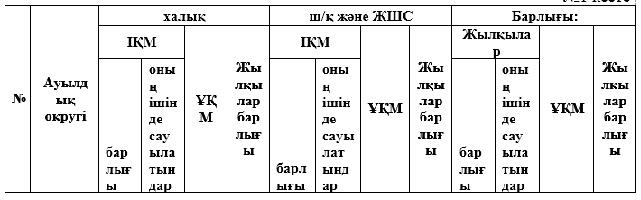 халық ш/қ және ЖШС Барлығы:
№ Ауылдық округі ІҚМ ҰҚМ Жылқылар барлығы ІҚМ ҰҚМ Жылқылар барлығы Жылқылар ҰҚМ Жылқылар барлығы
барлығы оның ішінде сауылатындар барлығы оның ішінде сауылатындар барлығы оның ішінде сауылатындар